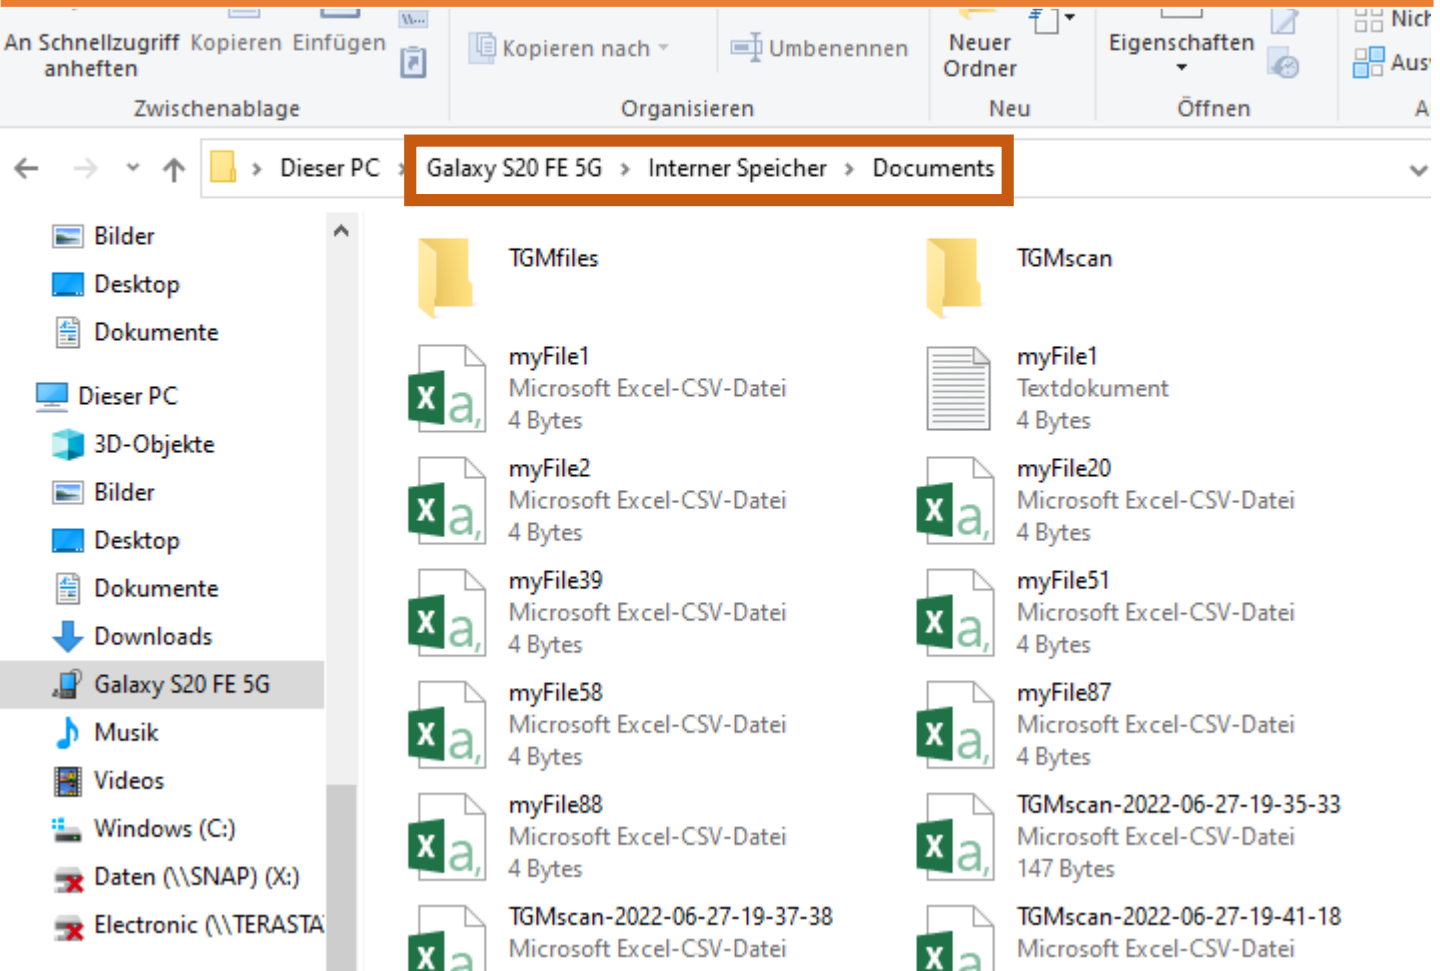 An Schnellzugriff
anheften
Kopieren
Einfügen
Kopieren nach
Umbenennen
Neuer
Ordner
Eigenschaften
Zwischenablage
Organisieren
Neu
Öffnen
Dieser PC > Galaxy S20 FE 5G > Interner Speicher > Documents
Bilder
Desktop
Dokumente
Dieser PC
3D-Objekte
Bilder
Desktop
Dokumente
Downloads
Galaxy S20 FE 5G
Musik
Videos
Windows (C:)
Daten (\\SNAP) (X:)
Electronic (\\TERASTA
TGMfiles
TGMscan
myFile1
Microsoft Excel-CSV-Datei
4 Bytes
myFile1
Textdokument
4 Bytes
myFile2
Microsoft Excel-CSV-Datei
4 Bytes
myFile20
Microsoft Excel-CSV-Datei
4 Bytes
myFile39
Microsoft Excel-CSV-Datei
4 Bytes
myFile51
Microsoft Excel-CSV-Datei
4 Bytes
myFile58
Microsoft Excel-CSV-Datei
4 Bytes
myFile87
Microsoft Excel-CSV-Datei
4 Bytes
myFile88
Microsoft Excel-CSV-Datei
4 Bytes
TGMscan-2022-06-27-19-35-33
Microsoft Excel-CSV-Datei
147 Bytes
TGMscan-2022-06-27-19-37-38
Microsoft Excel-CSV-Datei
TGMscan-2022-06-27-19-41-18
Microsoft Excel-CSV-Datei